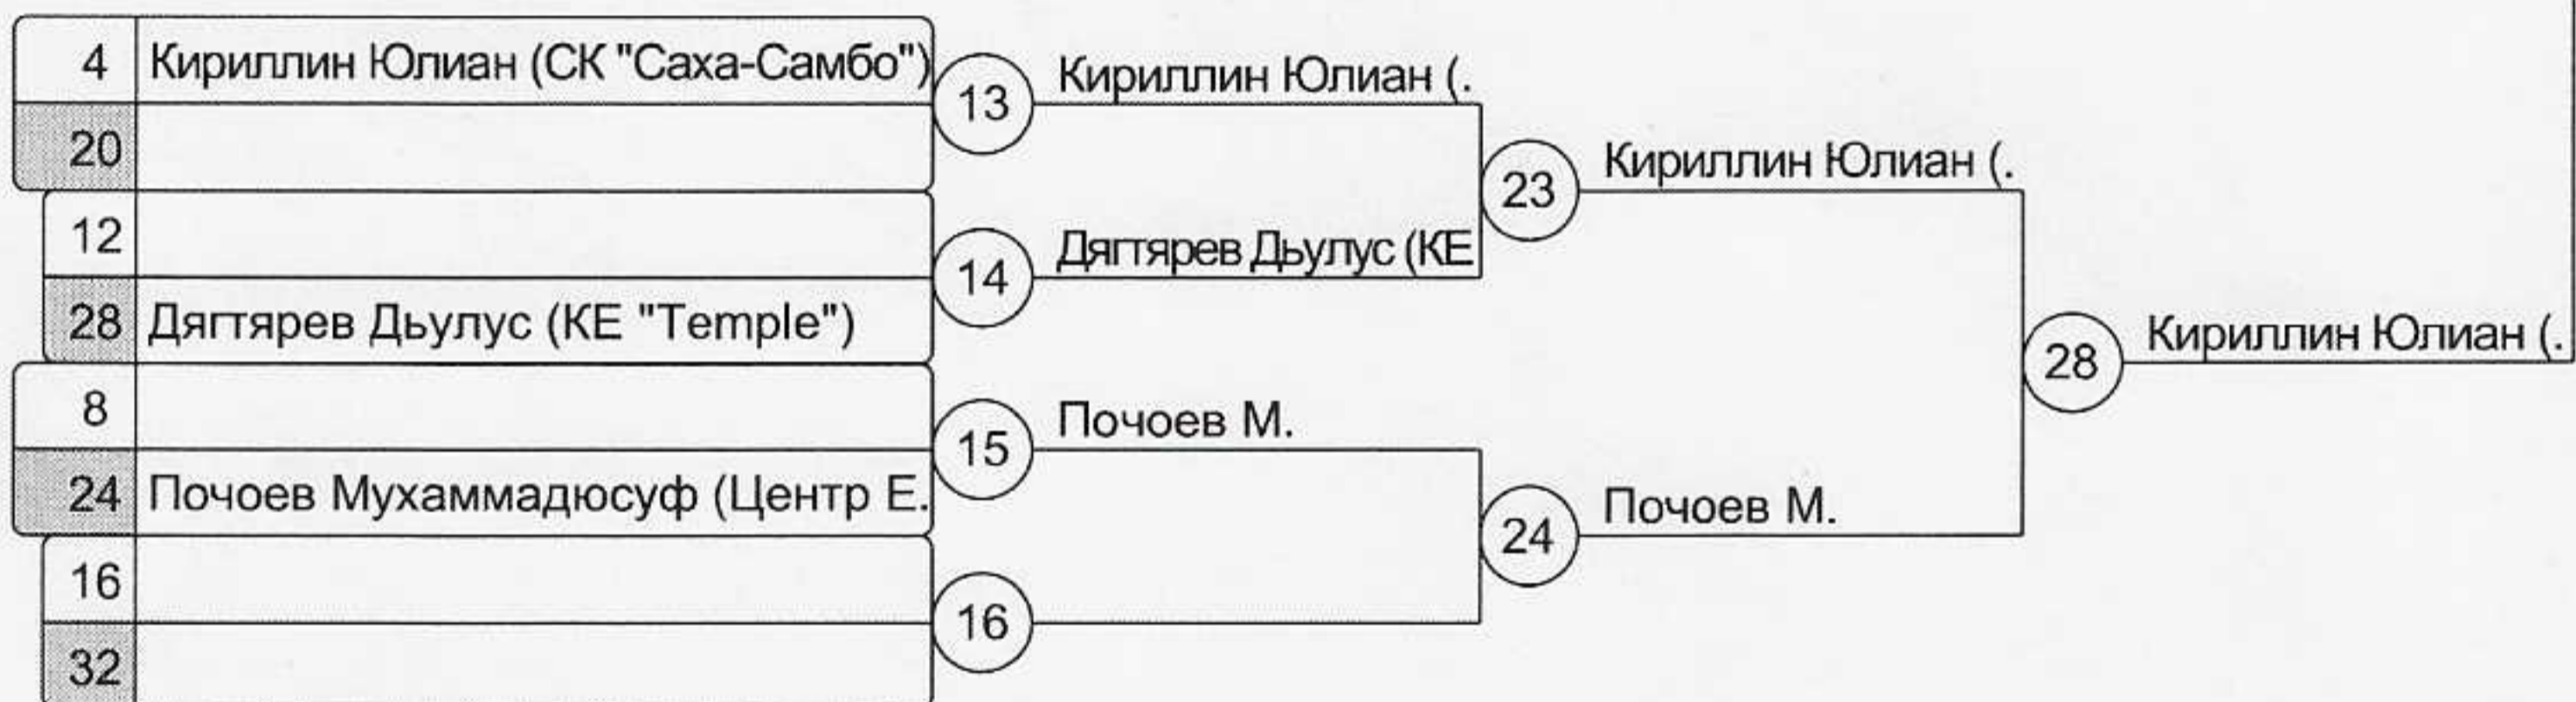 4 Кириллин Юлиан (СК "Саха-Самбо")
20
12
28 Дягтярев Дьулус (КЕ "Temple")
8
24 Почоев Мухаммадюсуф (Центр Е.
16
32
13 Кириллин Юлиан (.
14 Дягтярев Дьулус (КЕ
15 Почоев М.
16
23 Кириллин Юлиан (.
24 Почоев М.
28 Кириллин Юлиан (.